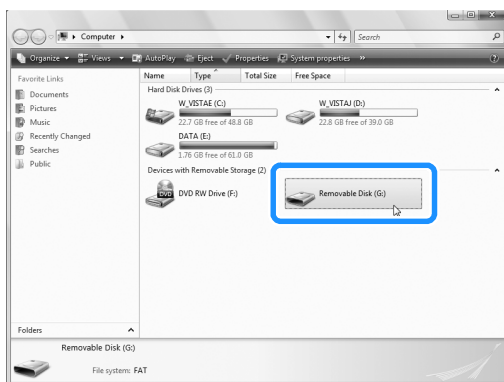 Computer
Search
Organize Views AutoPlay Eject Properties System properties »
Favorite Links
Documents
Pictures
Music
Recently Changed
Searches
Public
Folders
Name Type Total Size Free Space
Hard Disk Drives (3)
W_VISTAE (C:)
22.7 GB free of 48.8 GB
W_VISTAJ (D:)
22.8 GB free of 39.0 GB
DATA (E:)
1.76 GB free of 61.0 GB
Devices with Removable Storage (2)
DVD
DVD RW Drive (F:)
Removable Disk (G:)
Removable Disk (G:)
File system: FAT